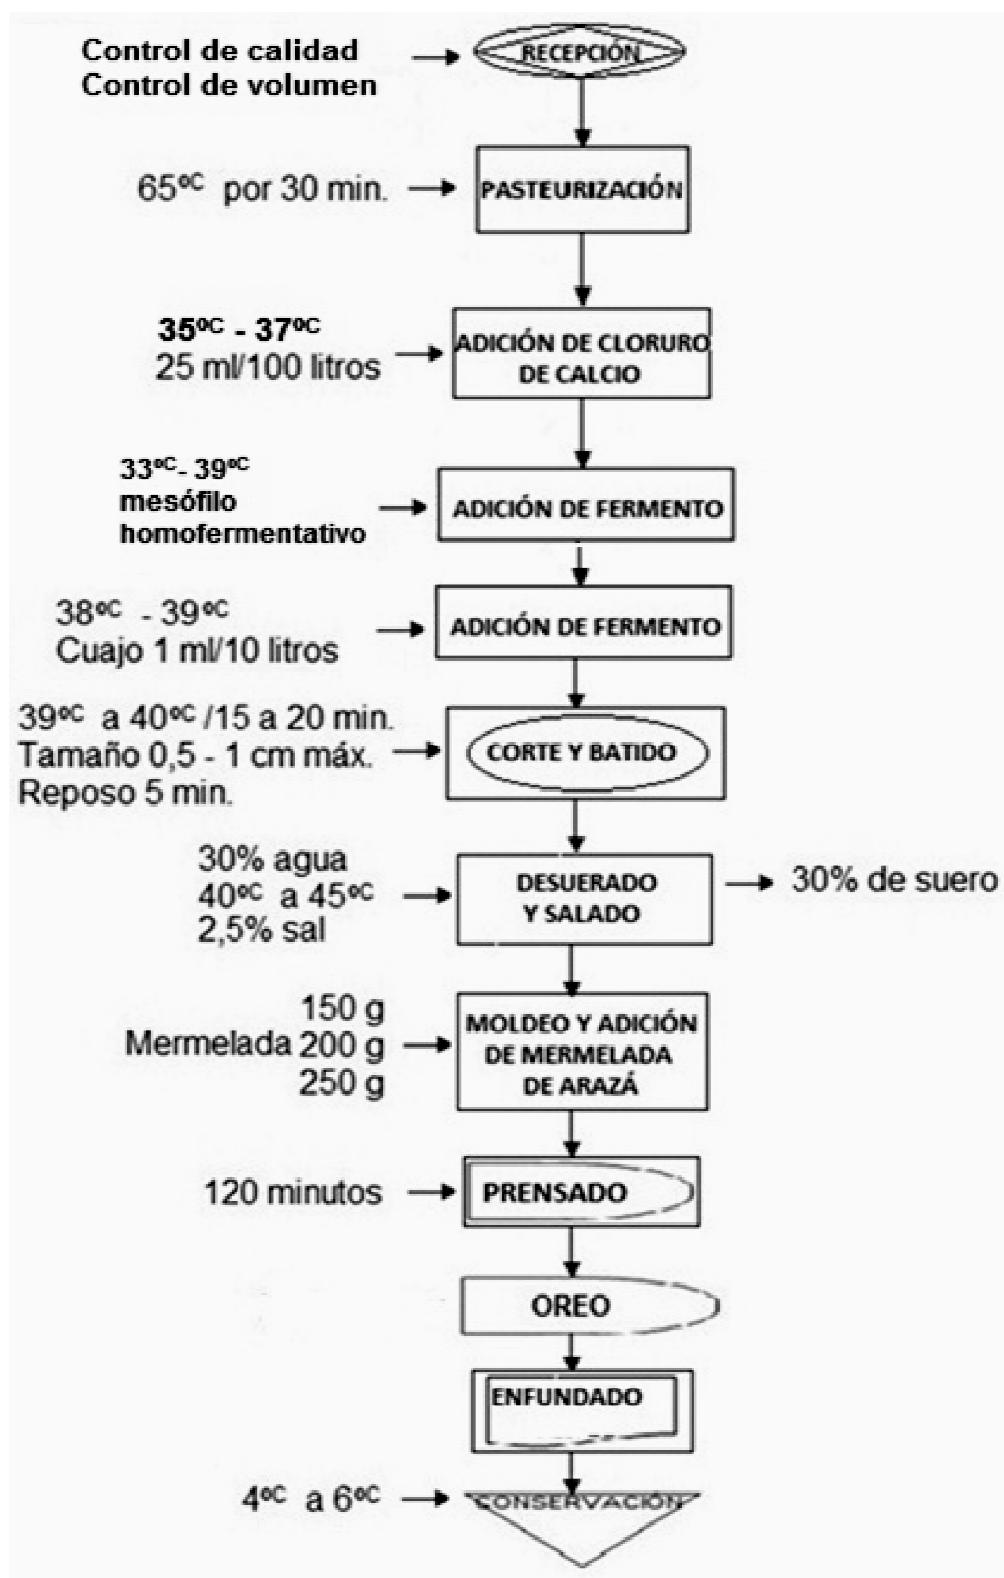 Control de calidad
Control de volumen
RECEPCIÓN
65ºC por 30 min.
PASTEURIZACIÓN
35ºC - 37ºC
25 ml/100 litros
ADICIÓN DE CLORURO
DE CALCIO
33ºC- 39ºC
mesófilo
homofermentativo
ADICIÓN DE FERMENTO
38ºC - 39ºC
Cuajo 1 ml/10 litros
ADICIÓN DE FERMENTO
39ºC a 40ºC /15 a 20 min.
Tamaño 0,5 - 1 cm máx.
Reposo 5 min.
CORTE Y BATIDO
30% agua
40ºC a 45ºC
2,5% sal
DESUERADO
Y SALADO
30% de suero
150 g
Mermelada 200 g
250 g
MOLDEO Y ADICIÓN
DE MERMELADA
DE ARAZÁ
120 minutos
PRENSADO
OREO
ENFUNDADO
4ºC a 6ºC
CONSERVACIÓN